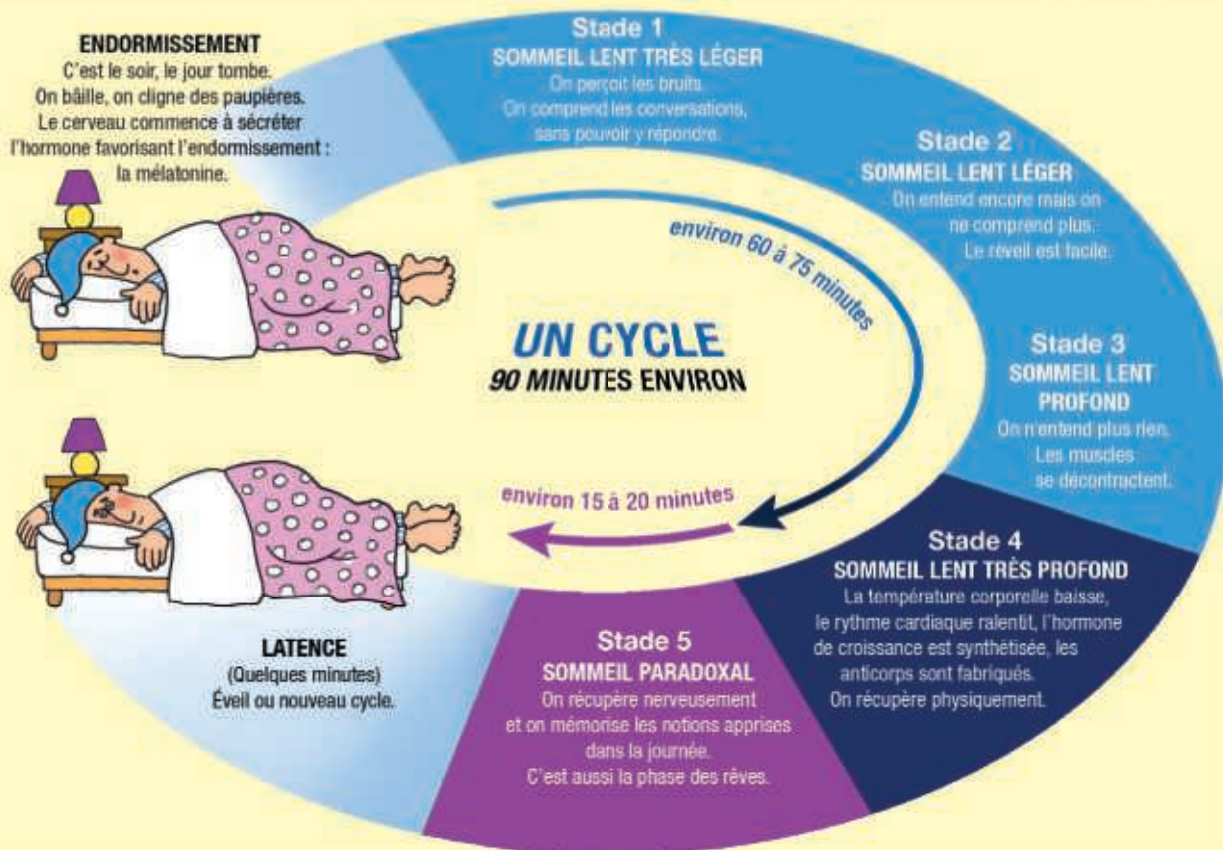 ENDORMISSEMENT
C'est le soir, le jour tombe.
On bâille, on cligne des paupières.
Le cerveau commence à sécréter
l'hormone favorisant l'endormissement :
la mélatonine.
Stade 1
SOMMEIL LENT TRÈS LÉGER
On perçoit les bruits.
On comprend les conversations,
sans pouvoir y répondre.
Stade 2
SOMMEIL LENT LÉGER
On entend encore mais on
ne comprend plus.
Le réveil est facile.
Stade 3
SOMMEIL LENT
PROFOND
On n'entend plus rien.
Les muscles
se décontractent.
Stade 4
SOMMEIL LENT TRÈS PROFOND
La température corporelle baisse,
le rythme cardiaque ralentit, l'hormone
de croissance est synthétisée, les
anticorps sont fabriqués.
On récupère physiquement.
Stade 5
SOMMEIL PARADOXAL
On récupère nerveusement
et on mémorise les notions apprises
dans la journée.
C'est aussi la phase des rêves.
LATENCE
(Quelques minutes)
Éveil ou nouveau cycle.
environ 60 à 75 minutes
UN CYCLE
90 MINUTES ENVIRON
environ 15 à 20 minutes